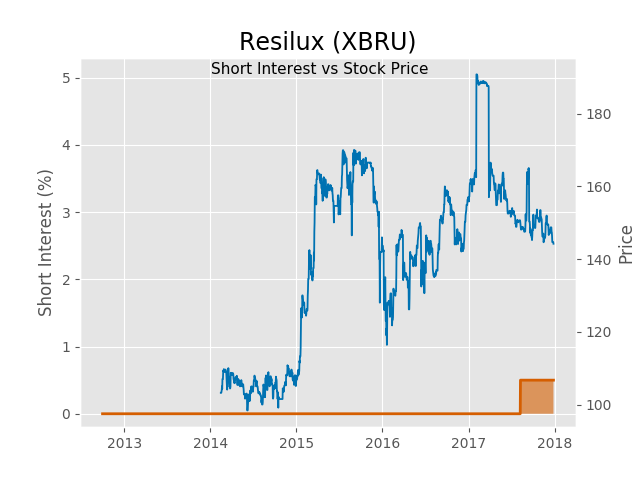 Resilux (XBRU)
Short Interest vs Stock Price
Short Interest (%)
5
4
3
2
1
0
180
160
140
120
100
Price
2013 2014 2015 2016 2017 2018